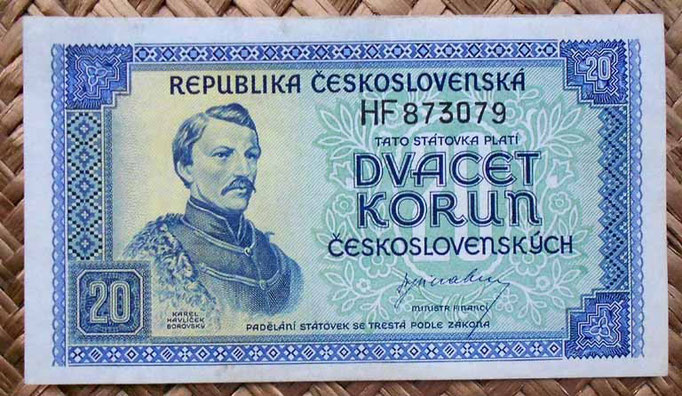 20
REPUBLIKA ČESKOSLOVENSKÁ
HF 873079
TATO STÁTOVKA PLATÍ
DVACET
KORUN
ČESKOSLOVENSKÝCH
MINISTR FINANCÍ
20
KAREL
HAVLÍČEK
BOROVSKÝ
PADĚLÁNÍ STÁTOVEK SE TRESTÁ PODLE ZÁKONA